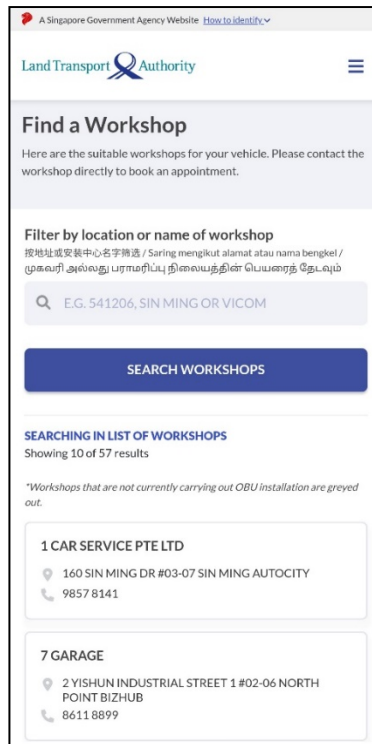 A Singapore Government Agency Website How to identify
Land Transport Authority
Find a Workshop
Here are the suitable workshops for your vehicle. Please contact the
workshop directly to book an appointment.
Filter by location or name of workshop
按地址或安装中心名字筛选 / Saring mengikut alamat atau nama bengkel /
முகவரி அல்லது பராமரிப்பு நிலையத்தின் பெயரைத் தேடவும்
E.G. 541206, SIN MING OR VICOM
SEARCH WORKSHOPS
SEARCHING IN LIST OF WORKSHOPS
Showing 10 of 57 results
*Workshops that are not currently carrying out OBU installation are greyed
out.
1 CAR SERVICE PTE LTD
160 SIN MING DR #03-07 SIN MING AUTOCITY
9857 8141
7 GARAGE
2 YISHUN INDUSTRIAL STREET 1 #02-06 NORTH
POINT BIZHUB
8611 8899